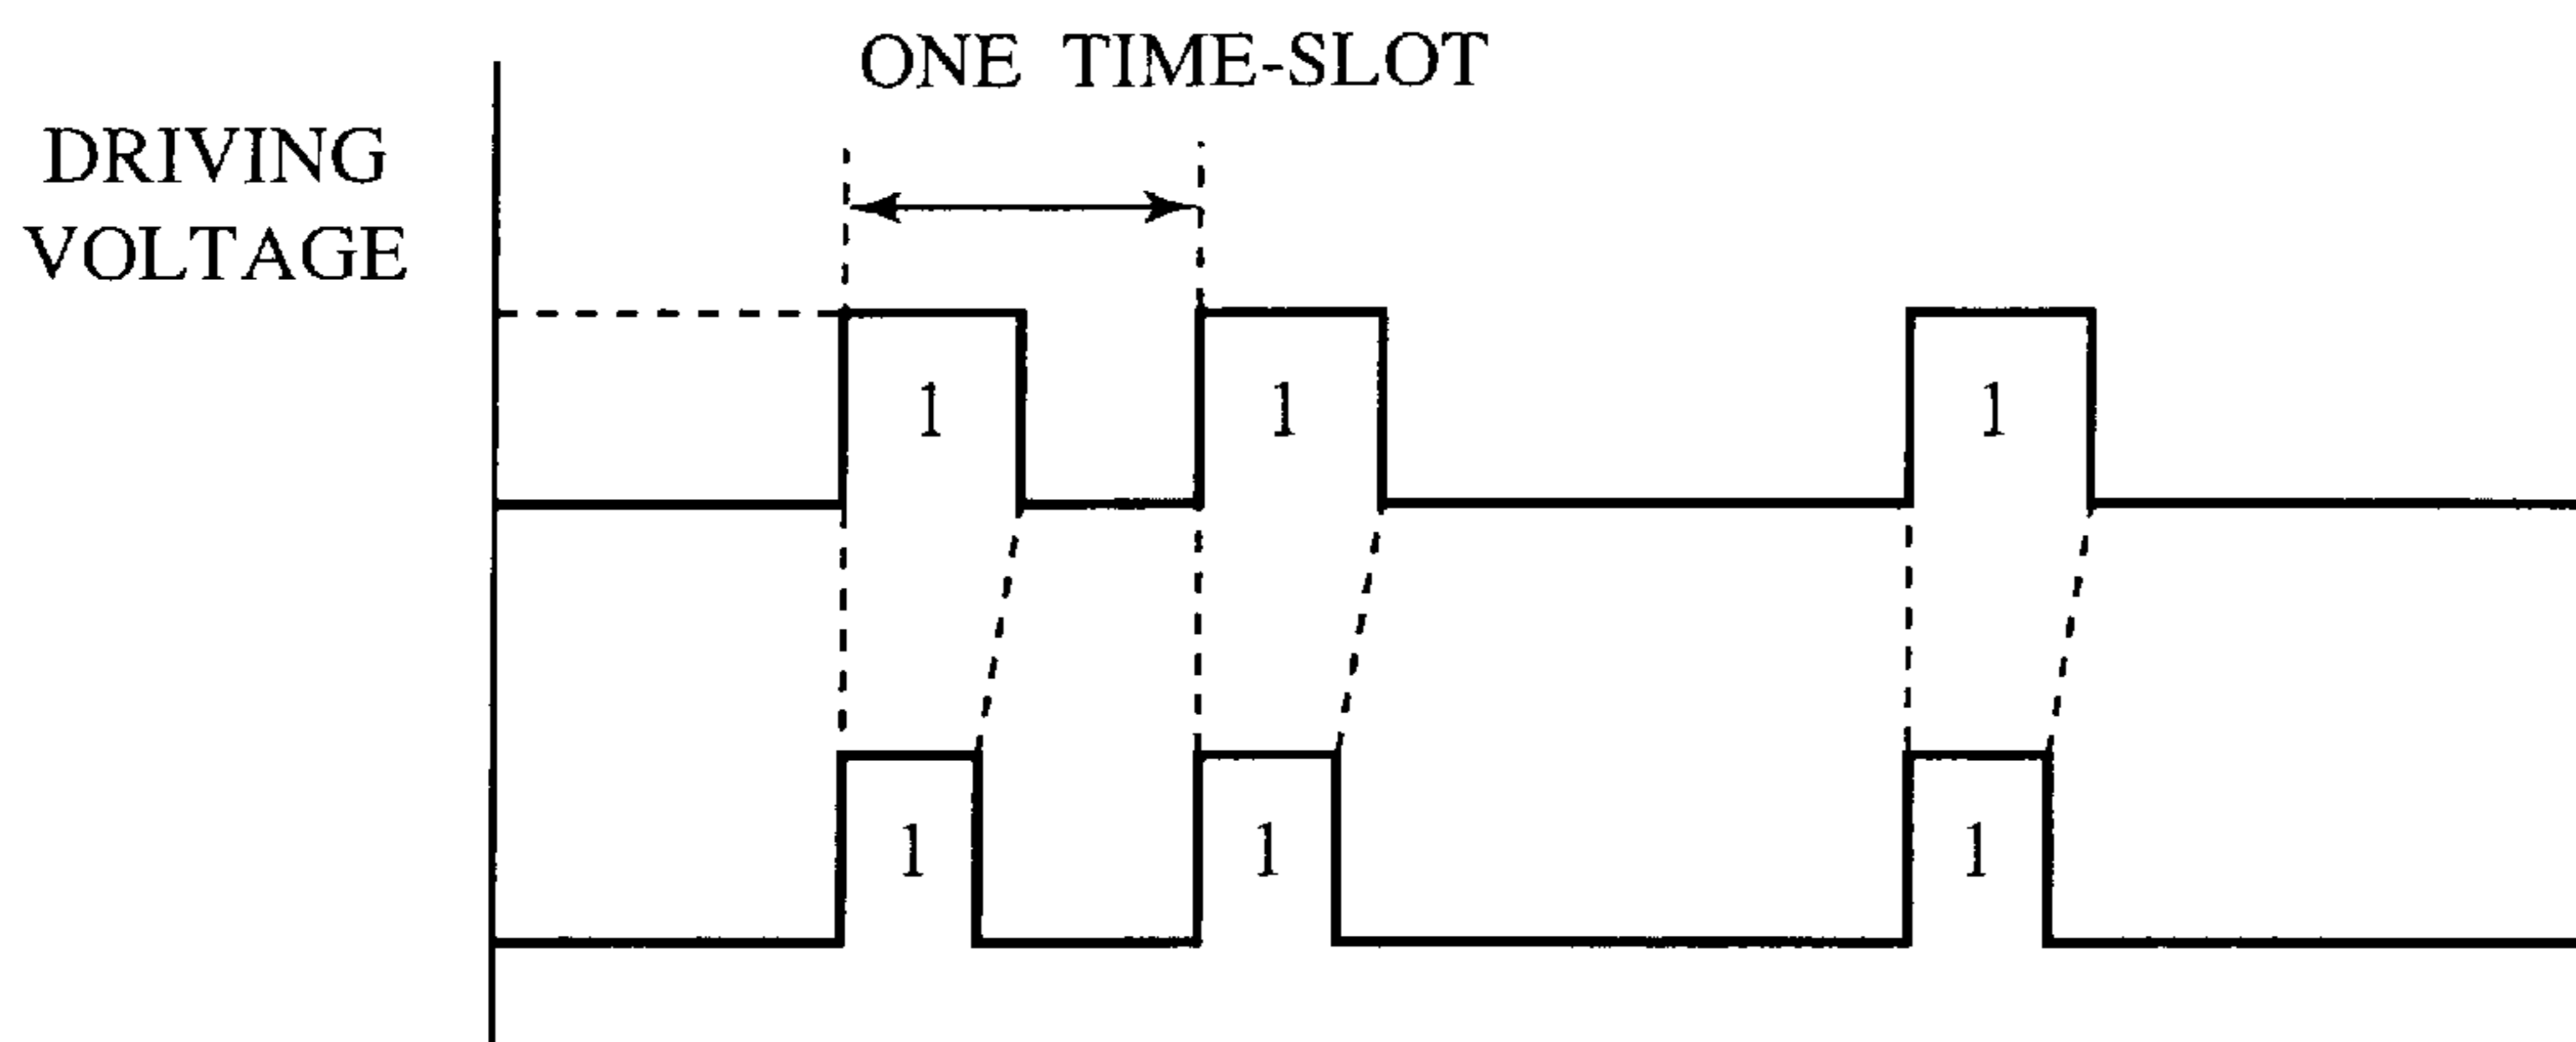 ONE TIME-SLOT
DRIVING
VOLTAGE
1 1 1
1 1 1